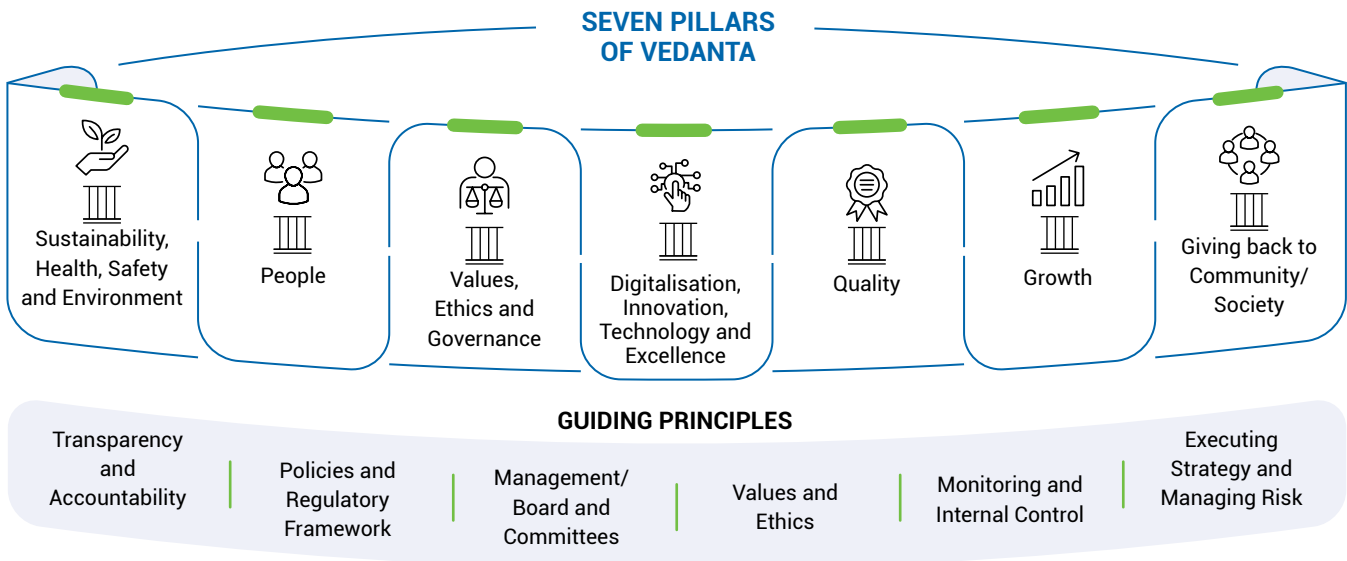 SEVEN PILLARS
OF VEDANTA
Sustainability,
Health, Safety
and Environment
People
Values,
Ethics and
Governance
Digitalisation,
Innovation,
Technology and
Excellence
Quality
Growth
Giving back to
Community/
Society
GUIDING PRINCIPLES
Transparency
and
Accountability
Policies and
Regulatory
Framework
Management/
Board and
Committees
Values and
Ethics
Monitoring and
Internal Control
Executing
Strategy and
Managing Risk